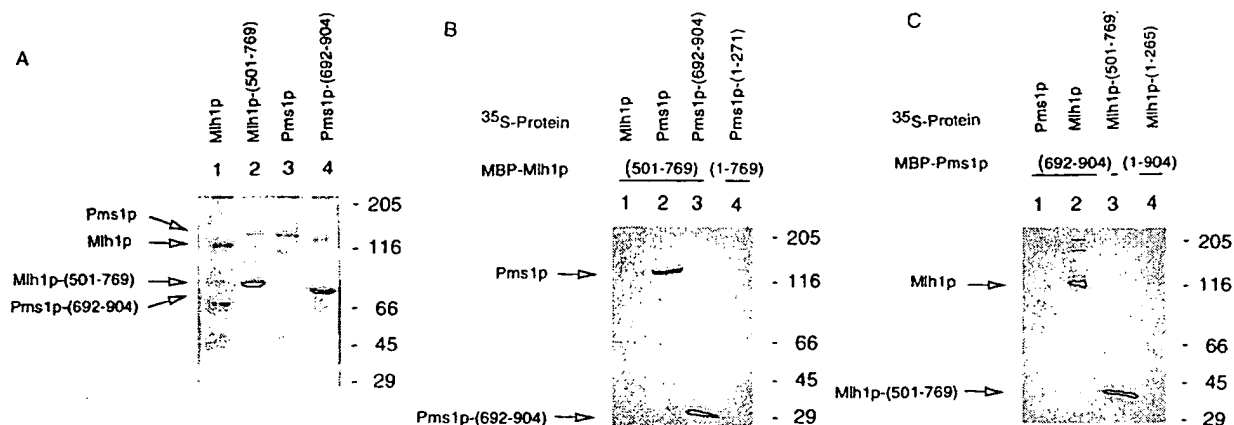 A
Mlh1p
Mlh1p-(501-769)
Pms1p
Pms1p-(692-904)
1 2 3 4
Pms1p
Mlh1p
Mlh1p-(501-769)
Pms1p-(692-904)
- 205
- 116
- 66
- 45
- 29
B
Mlh1p
Pms1p
Pms1p-(692-904)
Pms1p-(1-271)
35S-Protein
MBP-Mlh1p (501-769) (1-769)
1 2 3 4
Pms1p
Pms1p-(692-904)
- 205
- 116
- 66
- 45
- 29
C
Pms1p
Mlh1p
Mlh1p-(501-769)
Mlh1p-(1-265)
35S-Protein
MBP-Pms1p (692-904) (1-904)
1 2 3 4
Mlh1p
Mlh1p-(501-769)
- 205
- 116
- 66
- 45
- 29